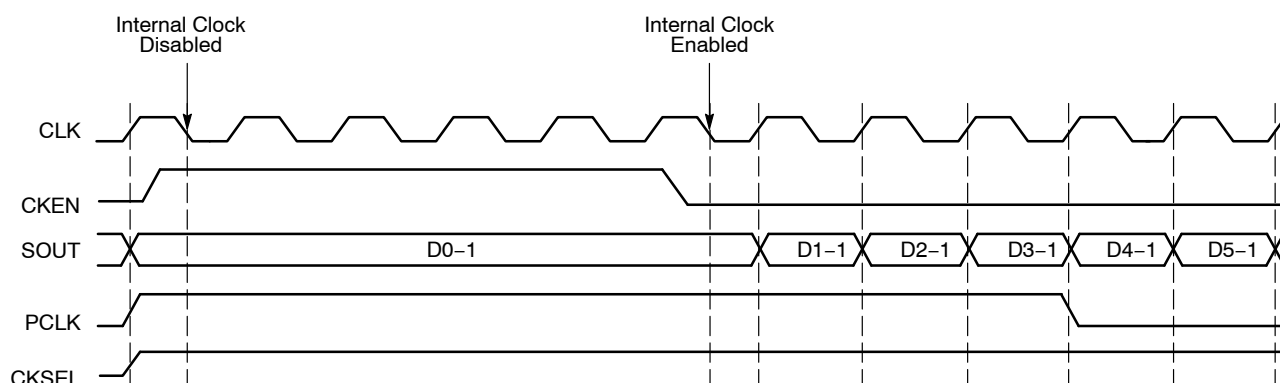 Internal Clock
Disabled
Internal Clock
Enabled
CLK
CKEN
SOUT
D0–1
D1–1
D2–1
D3–1
D4–1
D5–1
PCLK
CKSEL